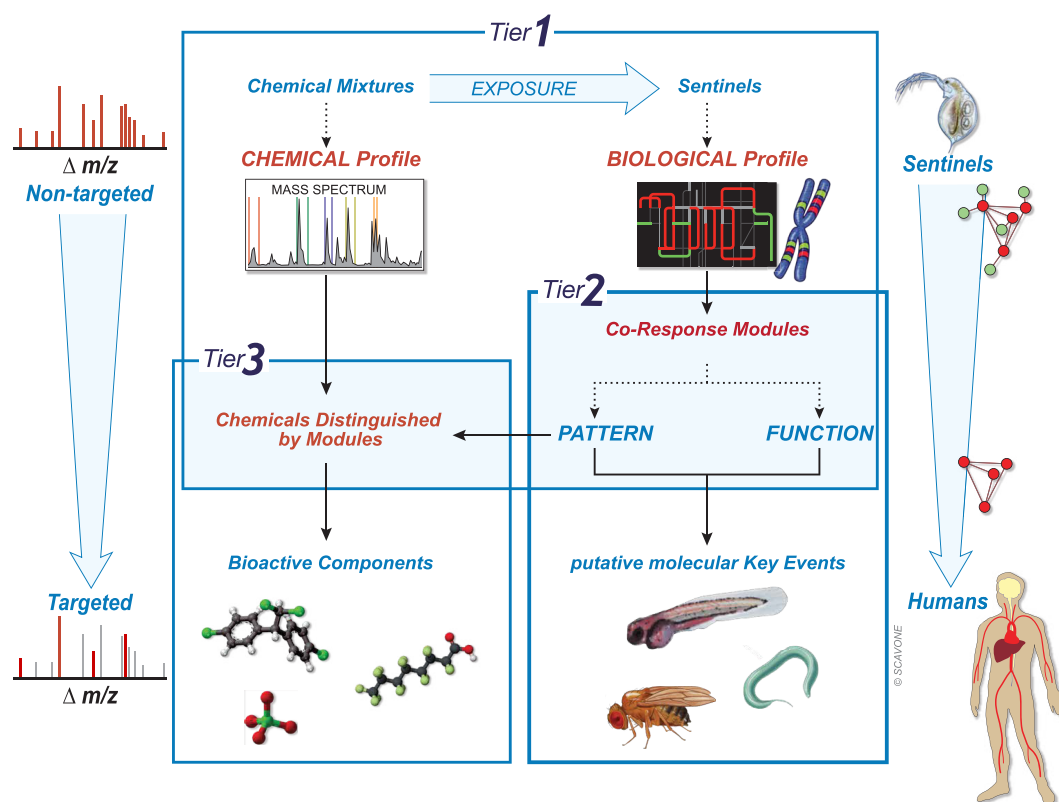 Tier1
Chemical Mixtures
EXPOSURE
Sentinels
CHEMICAL Profile
BIOLOGICAL Profile
MASS SPECTRUM
Δ m/z
Non-targeted
Sentinels
Tier2
Co-Response Modules
Tier3
Chemicals Distinguished
by Modules
PATTERN
FUNCTION
Bioactive Components
putative molecular Key Events
Targeted
Δ m/z
Humans
© SCAVONE